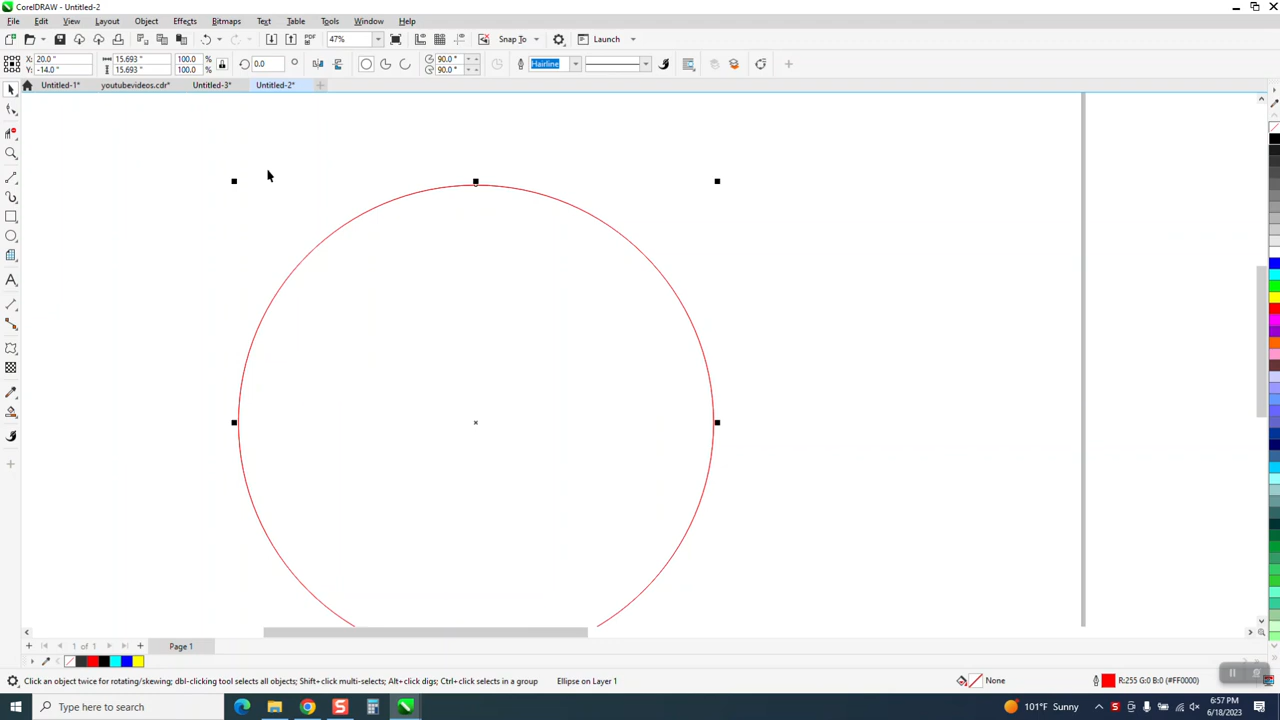 CorelDRAW - Untitled-2
File Edit View Layout Object Effects Bitmaps Text Table Tools Window Help
PDF 47% Snap To Launch
X: 20.0 " 15.693 " 100.0 % 0.0 ° 90.0 ° Hairline
Y: -14.0 " 15.693 " 100.0 % 90.0 °
Untitled-1* youtubevideos.cdr* Untitled-3* Untitled-2*
1 of 1 Page 1
Click an object twice for rotating/skewing; dbl-clicking tool selects all objects; Shift+click multi-selects; Alt+click digs; Ctrl+click selects in a group Ellipse on Layer 1 None R:255 G:0 B:0 (#FF0000)
Type here to search 101°F Sunny 6:57 PM
6/18/2023